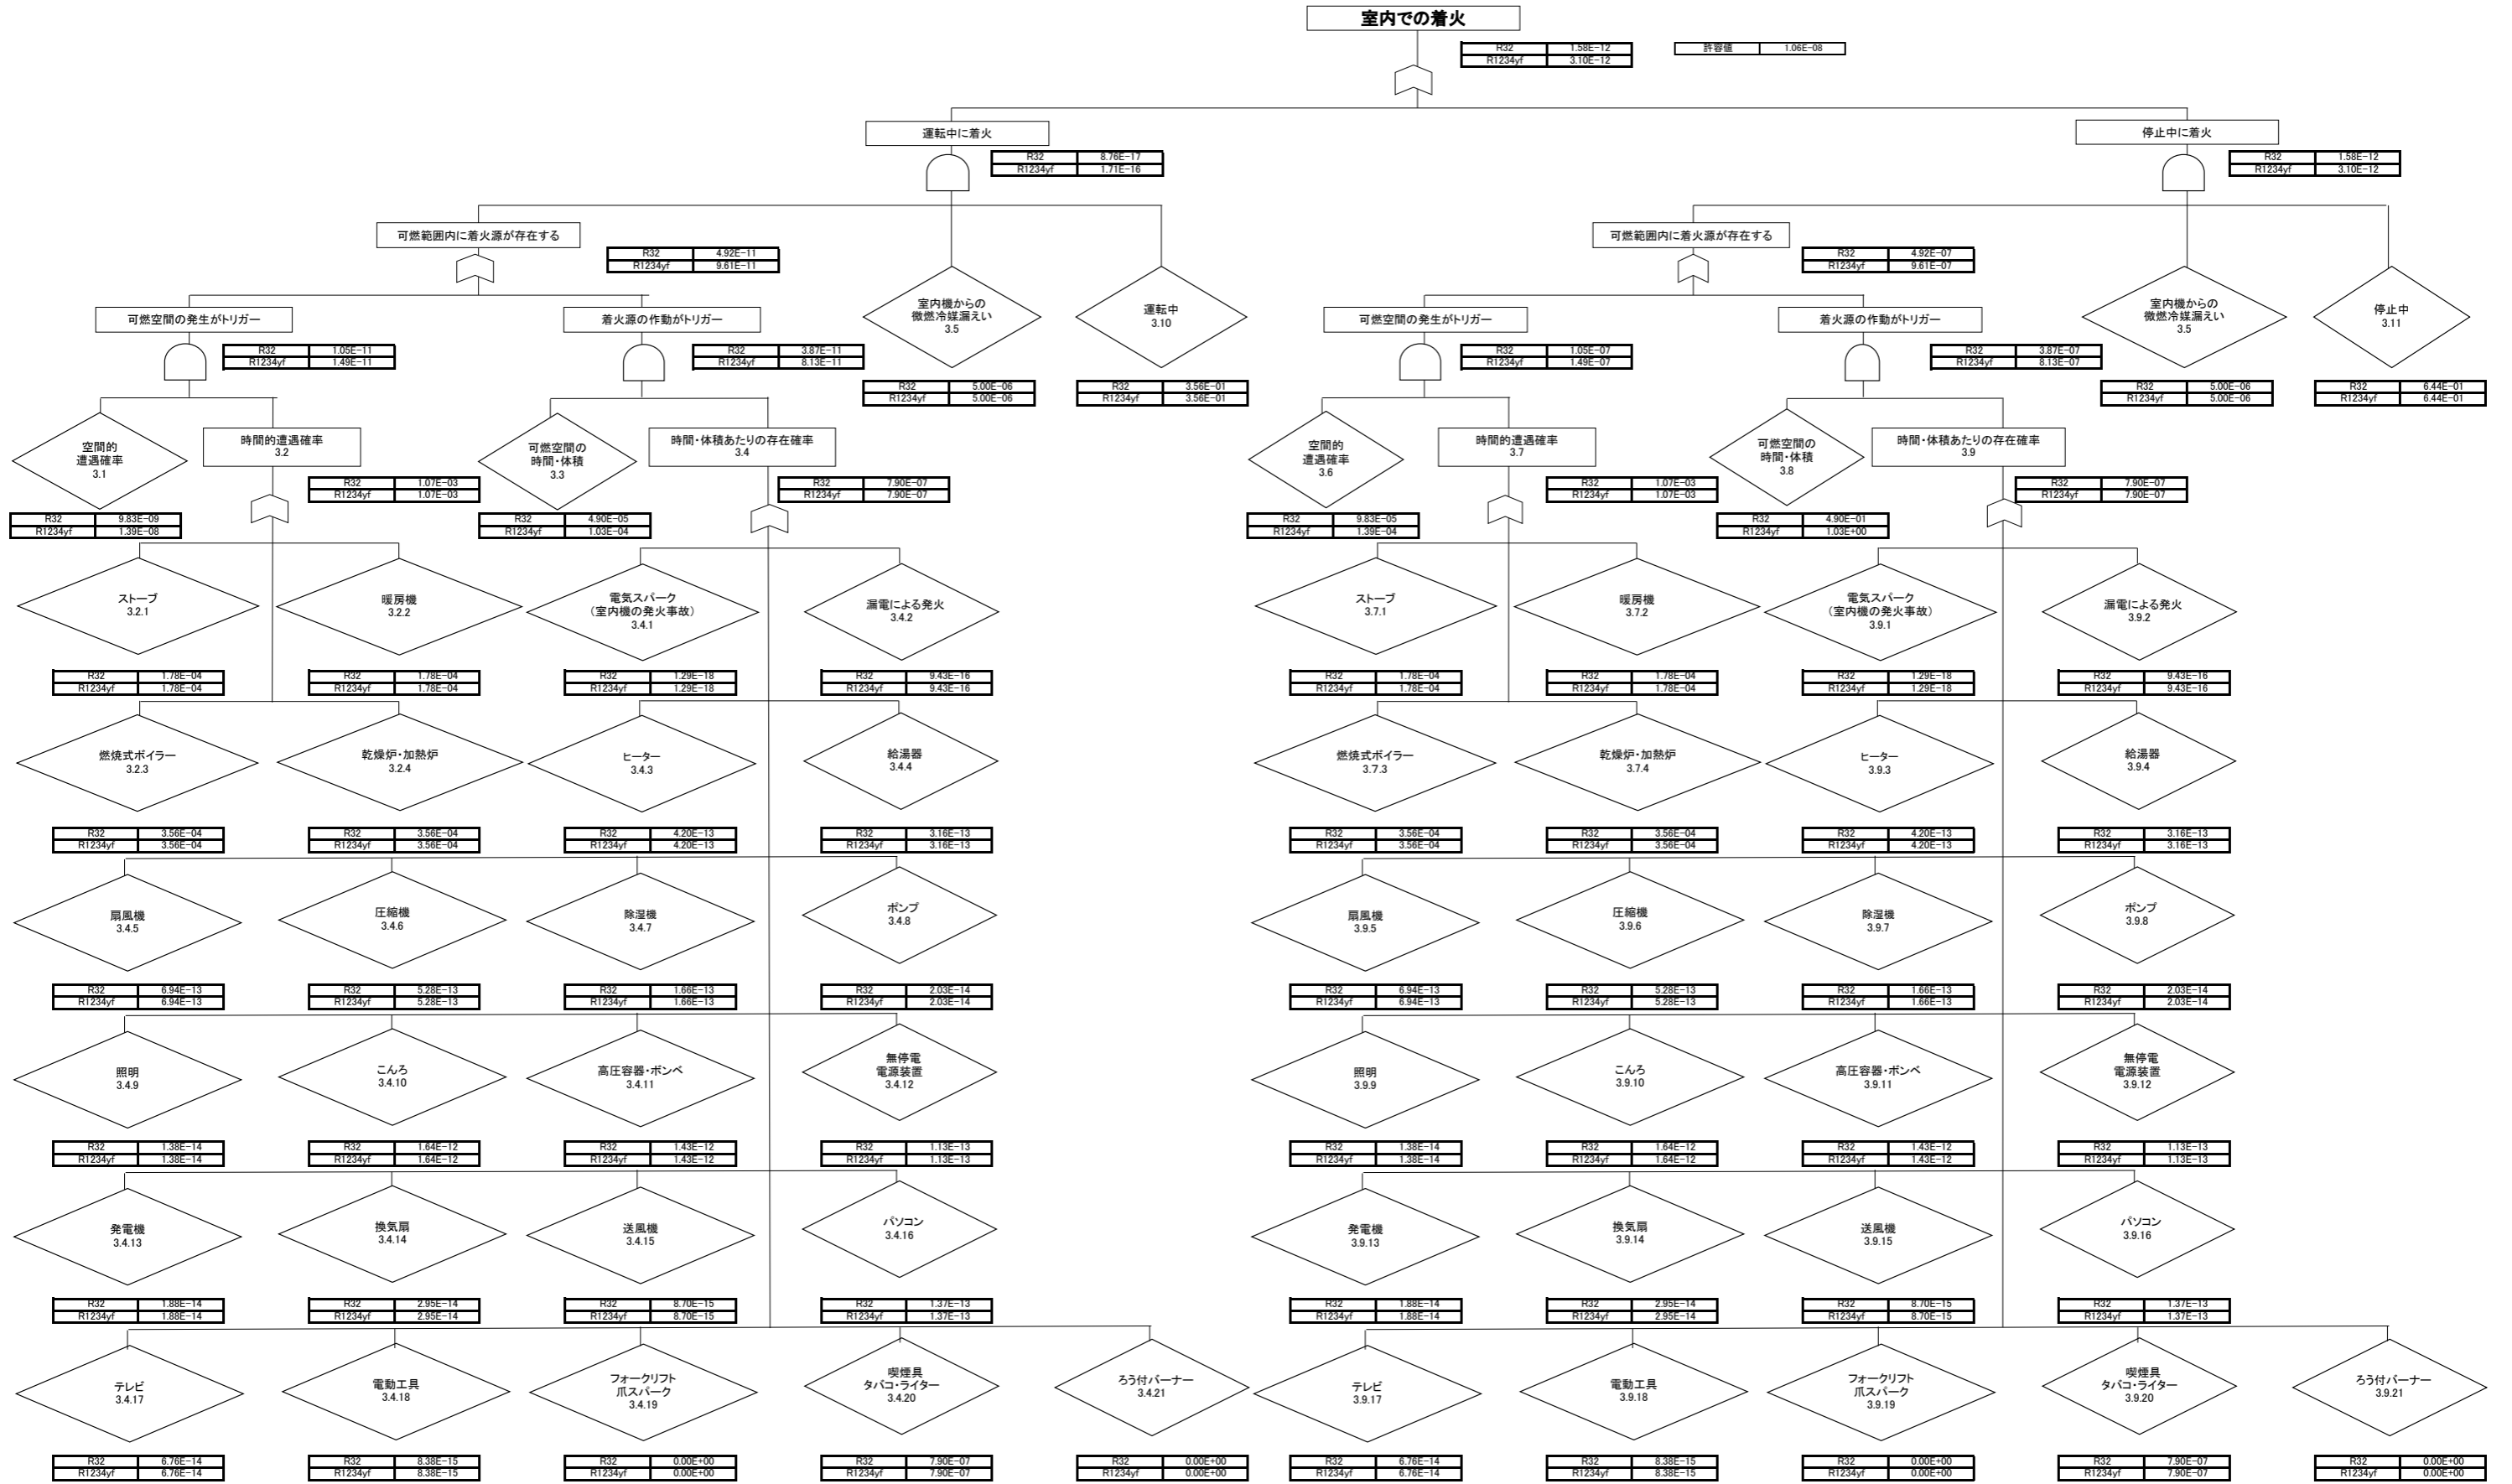 室内での着火
R32 1.58E-12
R1234yf 3.10E-12
許容値 1.06E-08
運転中に着火
R32 8.76E-17
R1234yf 1.71E-16
停止中に着火
R32 1.58E-12
R1234yf 3.10E-12
可燃範囲内に着火源が存在する
R32 4.92E-11
R1234yf 9.61E-11
室内機からの
微燃冷媒漏えい
3.5
R32 5.00E-06
R1234yf 5.00E-06
運転中
3.10
R32 3.56E-01
R1234yf 3.56E-01
可燃範囲内に着火源が存在する
R32 4.92E-07
R1234yf 9.61E-07
室内機からの
微燃冷媒漏えい
3.5
R32 5.00E-06
R1234yf 5.00E-06
停止中
3.11
R32 6.44E-01
R1234yf 6.44E-01
可燃空間の発生がトリガー
R32 1.05E-11
R1234yf 1.49E-11
着火源の作動がトリガー
R32 3.87E-11
R1234yf 8.13E-11
可燃空間の発生がトリガー
R32 1.05E-07
R1234yf 1.49E-07
着火源の作動がトリガー
R32 3.87E-07
R1234yf 8.13E-07
空間的
遭遇確率
3.1
R32 9.83E-09
R1234yf 1.39E-08
時間的遭遇確率
3.2
R32 1.07E-03
R1234yf 1.07E-03
可燃空間の
時間・体積
3.3
R32 4.90E-05
R1234yf 1.03E-04
時間・体積あたりの存在確率
3.4
R32 7.90E-07
R1234yf 7.90E-07
空間的
遭遇確率
3.6
R32 9.83E-05
R1234yf 1.39E-04
時間的遭遇確率
3.7
R32 1.07E-03
R1234yf 1.07E-03
可燃空間の
時間・体積
3.8
R32 4.90E-01
R1234yf 1.03E+00
時間・体積あたりの存在確率
3.9
R32 7.90E-07
R1234yf 7.90E-07
ストーブ
3.2.1
R32 1.78E-04
R1234yf 1.78E-04
暖房機
3.2.2
R32 1.78E-04
R1234yf 1.78E-04
電気スパーク
(室内機の発火事故)
3.4.1
R32 1.29E-18
R1234yf 1.29E-18
漏電による発火
3.4.2
R32 9.43E-16
R1234yf 9.43E-16
ストーブ
3.7.1
R32 1.78E-04
R1234yf 1.78E-04
暖房機
3.7.2
R32 1.78E-04
R1234yf 1.78E-04
電気スパーク
(室内機の発火事故)
3.9.1
R32 1.29E-18
R1234yf 1.29E-18
漏電による発火
3.9.2
R32 9.43E-16
R1234yf 9.43E-16
燃焼式ボイラー
3.2.3
R32 3.56E-04
R1234yf 3.56E-04
乾燥炉・加熱炉
3.2.4
R32 3.56E-04
R1234yf 3.56E-04
ヒーター
3.4.3
R32 4.20E-13
R1234yf 4.20E-13
給湯器
3.4.4
R32 3.16E-13
R1234yf 3.16E-13
燃焼式ボイラー
3.7.3
R32 3.56E-04
R1234yf 3.56E-04
乾燥炉・加熱炉
3.7.4
R32 3.56E-04
R1234yf 3.56E-04
ヒーター
3.9.3
R32 4.20E-13
R1234yf 4.20E-13
給湯器
3.9.4
R32 3.16E-13
R1234yf 3.16E-13
扇風機
3.4.5
R32 6.94E-13
R1234yf 6.94E-13
圧縮機
3.4.6
R32 5.28E-13
R1234yf 5.28E-13
除湿機
3.4.7
R32 1.66E-13
R1234yf 1.66E-13
ポンプ
3.4.8
R32 2.03E-14
R1234yf 2.03E-14
扇風機
3.9.5
R32 6.94E-13
R1234yf 6.94E-13
圧縮機
3.9.6
R32 5.28E-13
R1234yf 5.28E-13
除湿機
3.9.7
R32 1.66E-13
R1234yf 1.66E-13
ポンプ
3.9.8
R32 2.03E-14
R1234yf 2.03E-14
照明
3.4.9
R32 1.38E-14
R1234yf 1.38E-14
こんろ
3.4.10
R32 1.64E-12
R1234yf 1.64E-12
高圧容器・ボンベ
3.4.11
R32 1.43E-12
R1234yf 1.43E-12
無停電
電源装置
3.4.12
R32 1.13E-13
R1234yf 1.13E-13
照明
3.9.9
R32 1.38E-14
R1234yf 1.38E-14
こんろ
3.9.10
R32 1.64E-12
R1234yf 1.64E-12
高圧容器・ボンベ
3.9.11
R32 1.43E-12
R1234yf 1.43E-12
無停電
電源装置
3.9.12
R32 1.13E-13
R1234yf 1.13E-13
発電機
3.4.13
R32 1.88E-14
R1234yf 1.88E-14
換気扇
3.4.14
R32 2.95E-14
R1234yf 2.95E-14
送風機
3.4.15
R32 8.70E-15
R1234yf 8.70E-15
パソコン
3.4.16
R32 1.37E-13
R1234yf 1.37E-13
発電機
3.9.13
R32 1.88E-14
R1234yf 1.88E-14
換気扇
3.9.14
R32 2.95E-14
R1234yf 2.95E-14
送風機
3.9.15
R32 8.70E-15
R1234yf 8.70E-15
パソコン
3.9.16
R32 1.37E-13
R1234yf 1.37E-13
テレビ
3.4.17
R32 6.76E-14
R1234yf 6.76E-14
電動工具
3.4.18
R32 8.38E-15
R1234yf 8.38E-15
フォークリフト
爪スパーク
3.4.19
R32 0.00E+00
R1234yf 0.00E+00
喫煙具
タバコ・ライター
3.4.20
R32 7.90E-07
R1234yf 7.90E-07
ろう付バーナー
3.4.21
R32 0.00E+00
R1234yf 0.00E+00
テレビ
3.9.17
R32 6.76E-14
R1234yf 6.76E-14
電動工具
3.9.18
R32 8.38E-15
R1234yf 8.38E-15
フォークリフト
爪スパーク
3.9.19
R32 0.00E+00
R1234yf 0.00E+00
喫煙具
タバコ・ライター
3.9.20
R32 7.90E-07
R1234yf 7.90E-07
ろう付バーナー
3.9.21
R32 0.00E+00
R1234yf 0.00E+00